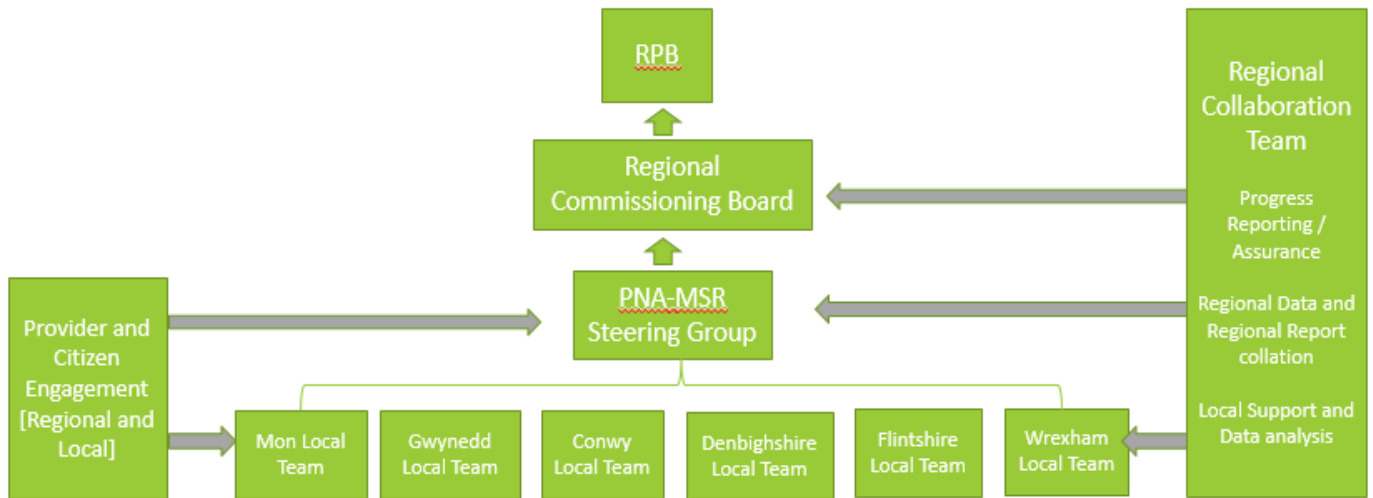 RPB
Regional
Commissioning Board
PNA-MSR
Steering Group
Provider and
Citizen
Engagement
[Regional and
Local]
Mon Local
Team
Gwynedd
Local Team
Conwy
Local Team
Denbighshire
Local Team
Flintshire
Local Team
Wrexham
Local Team
Regional
Collaboration
Team
Progress
Reporting /
Assurance
Regional Data and
Regional Report
collation
Local Support and
Data analysis